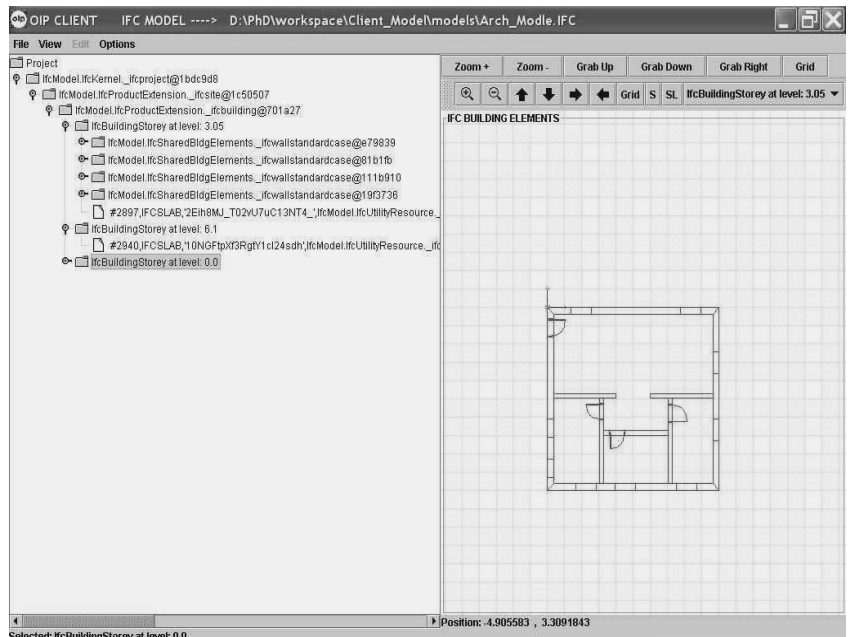 OIP CLIENT IFC MODEL ----> D:\PhD\workspace\Client_Model\models\Arch_Modle.IFC
File View Edit Options
Project
IfcModel.IfcKernel._ifcproject@1bdc9d8
IfcModel.IfcProductExtension._ifcsite@1c50507
IfcModel.IfcProductExtension._ifcbuilding@701a27
IfcBuildingStorey at level: 3.05
IfcModel.IfcSharedBldgElements._ifcwallstandardcase@e79839
IfcModel.IfcSharedBldgElements._ifcwallstandardcase@81b1fb
IfcModel.IfcSharedBldgElements._ifcwallstandardcase@111b910
IfcModel.IfcSharedBldgElements._ifcwallstandardcase@19f3736
#2897,IFCSLAB,'2Eih8MJ_T02vU7uC13NT4_',IfcModel.IfcUtilityResource._
IfcBuildingStorey at level: 6.1
#2940,IFCSLAB,'10NGFtpXf3RgtY1cl24sdh',IfcModel.IfcUtilityResource._ifc
IfcBuildingStorey at level: 0.0
Zoom + Zoom - Grab Up Grab Down Grab Right Grid
Grid S SL IfcBuildingStorey at level: 3.05
IFC BUILDING ELEMENTS
Position: -4.905583 , 3.3091843
Selected: IfcBuildingStorey at level: 0.0